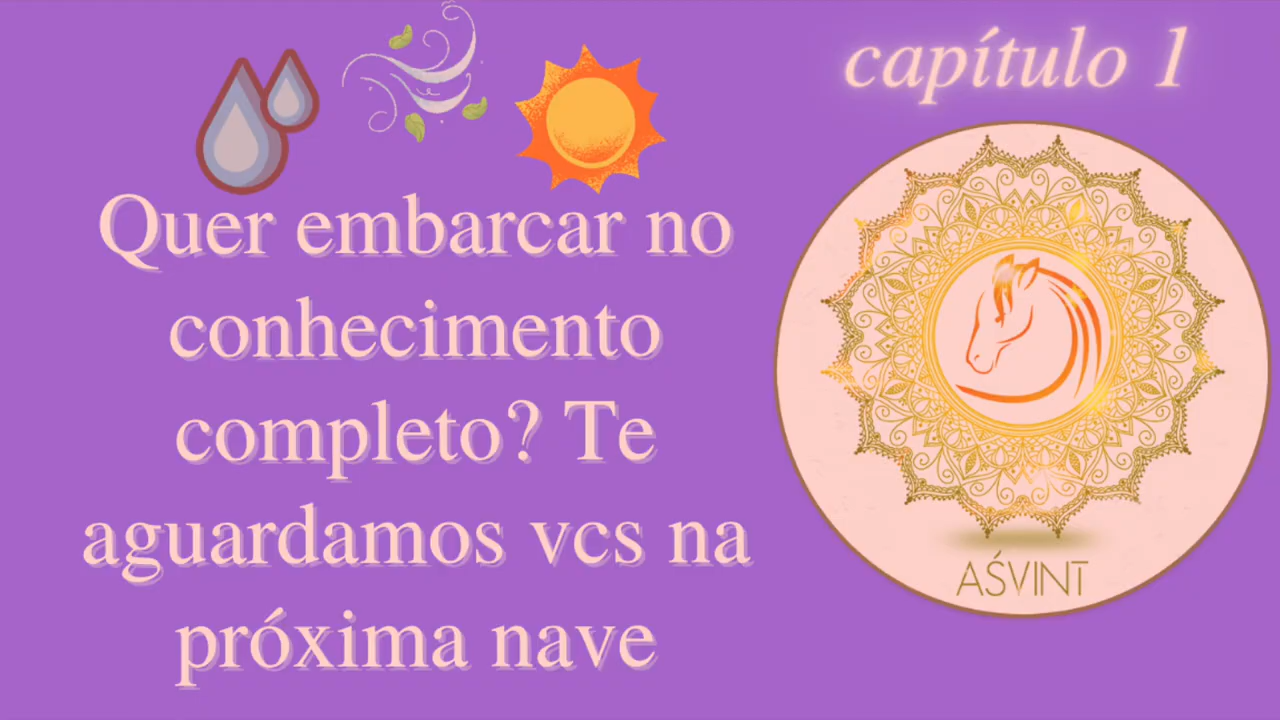 capítulo 1
Quer embarcar no
conhecimento
completo? Te
aguardamos vcs na
próxima nave
AŚVINT